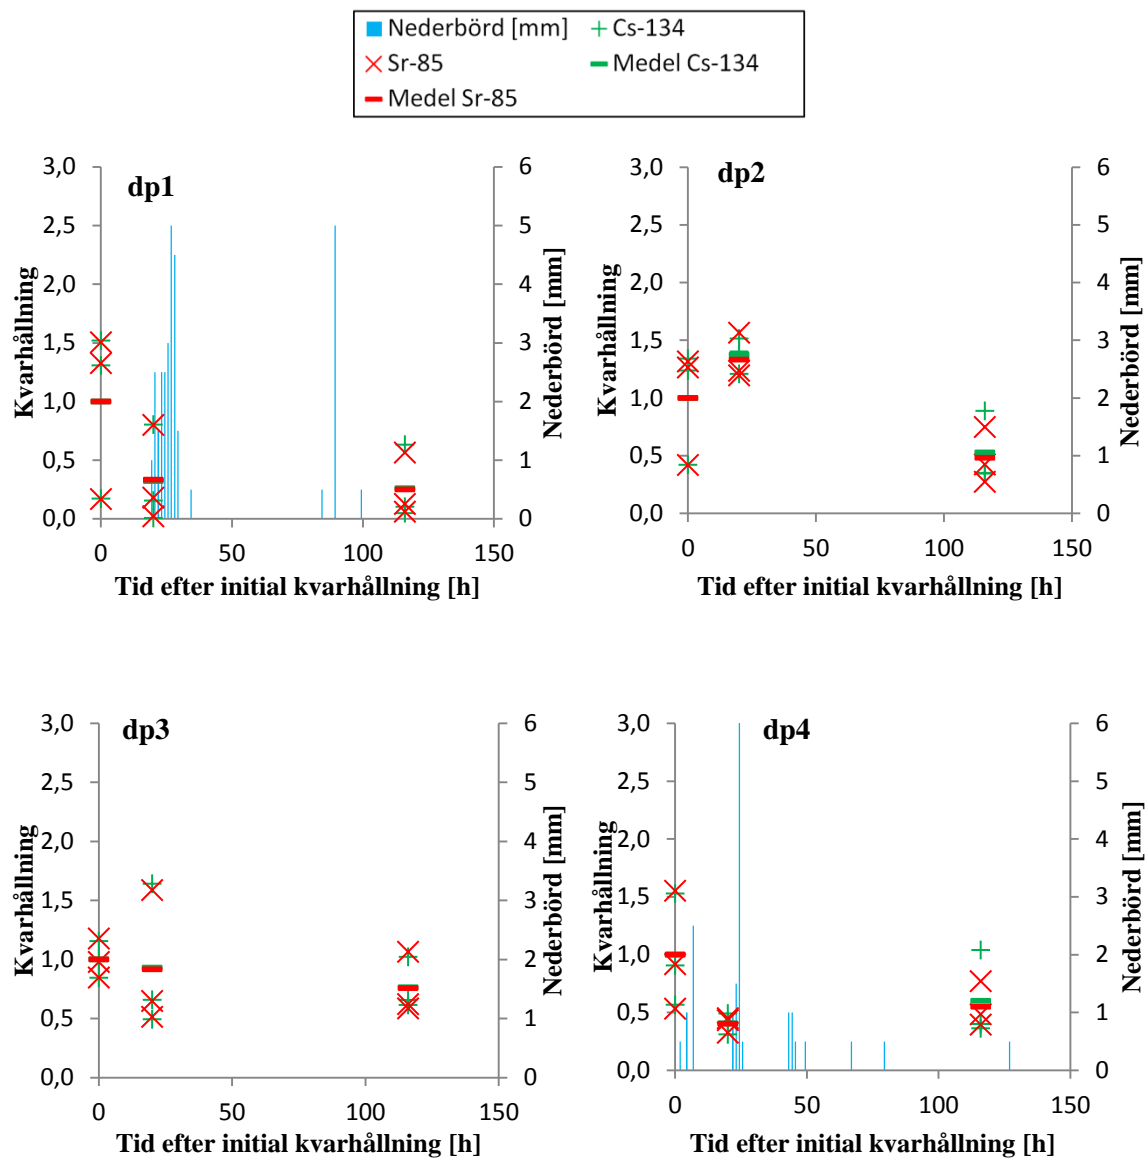 Nederbörd [mm] Cs-134
Sr-85 Medel Cs-134
Medel Sr-85
dp1
3,0
2,5
2,0
1,5
1,0
0,5
0,0
Kvarhållning
6
5
4
3
2
1
0
Nederbörd [mm]
0 50 100 150
Tid efter initial kvarhållning [h]
dp2
3,0
2,5
2,0
1,5
1,0
0,5
0,0
Kvarhållning
6
5
4
3
2
1
0
Nederbörd [mm]
0 50 100 150
Tid efter initial kvarhållning [h]
dp3
3,0
2,5
2,0
1,5
1,0
0,5
0,0
Kvarhållning
6
5
4
3
2
1
0
Nederbörd [mm]
0 50 100 150
Tid efter initial kvarhållning [h]
dp4
3,0
2,5
2,0
1,5
1,0
0,5
0,0
Kvarhållning
6
5
4
3
2
1
0
Nederbörd [mm]
0 50 100 150
Tid efter initial kvarhållning [h]